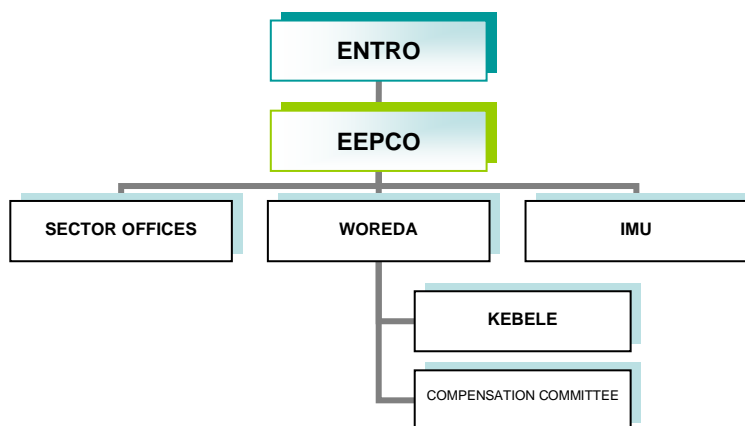 ENTRO
EEPCO
SECTOR OFFICES
WOREDA
IMU
KEBELE
COMPENSATION COMMITTEE